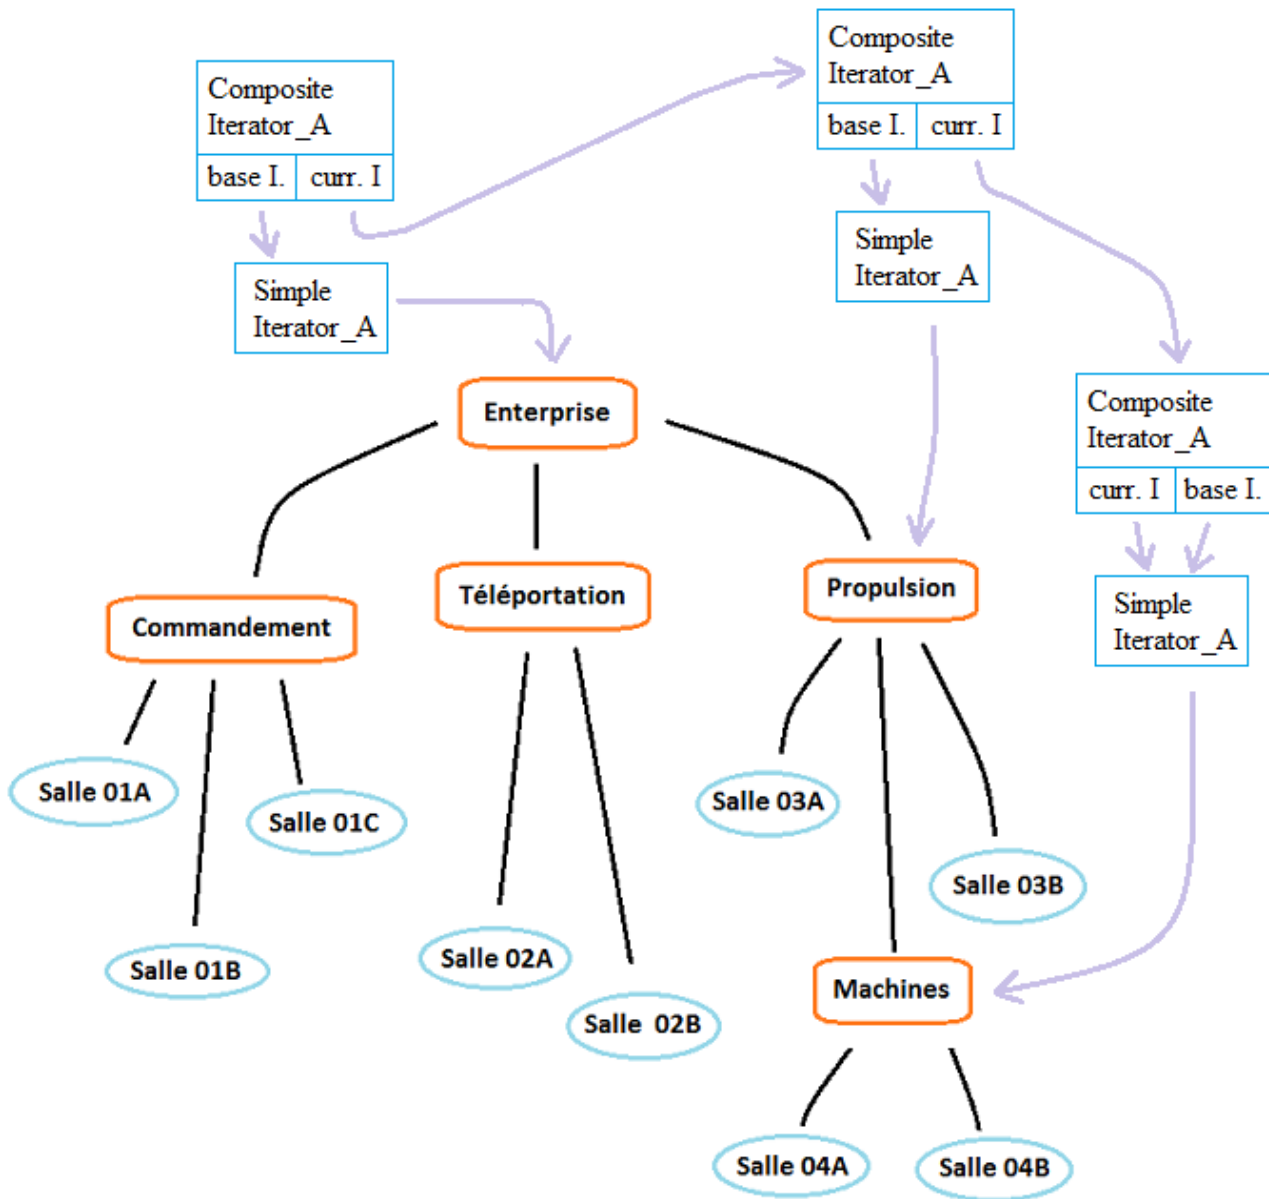 Composite
Iterator_A
base I.
curr. I
Composite
Iterator_A
base I.
curr. I
Simple
Iterator_A
Simple
Iterator_A
Enterprise
Composite
Iterator_A
curr. I
base I.
Commandement
Téléportation
Propulsion
Simple
Iterator_A
Salle 01A
Salle 01C
Salle 01B
Salle 02A
Salle  02B
Salle 03A
Salle 03B
Machines
Salle 04A
Salle 04B